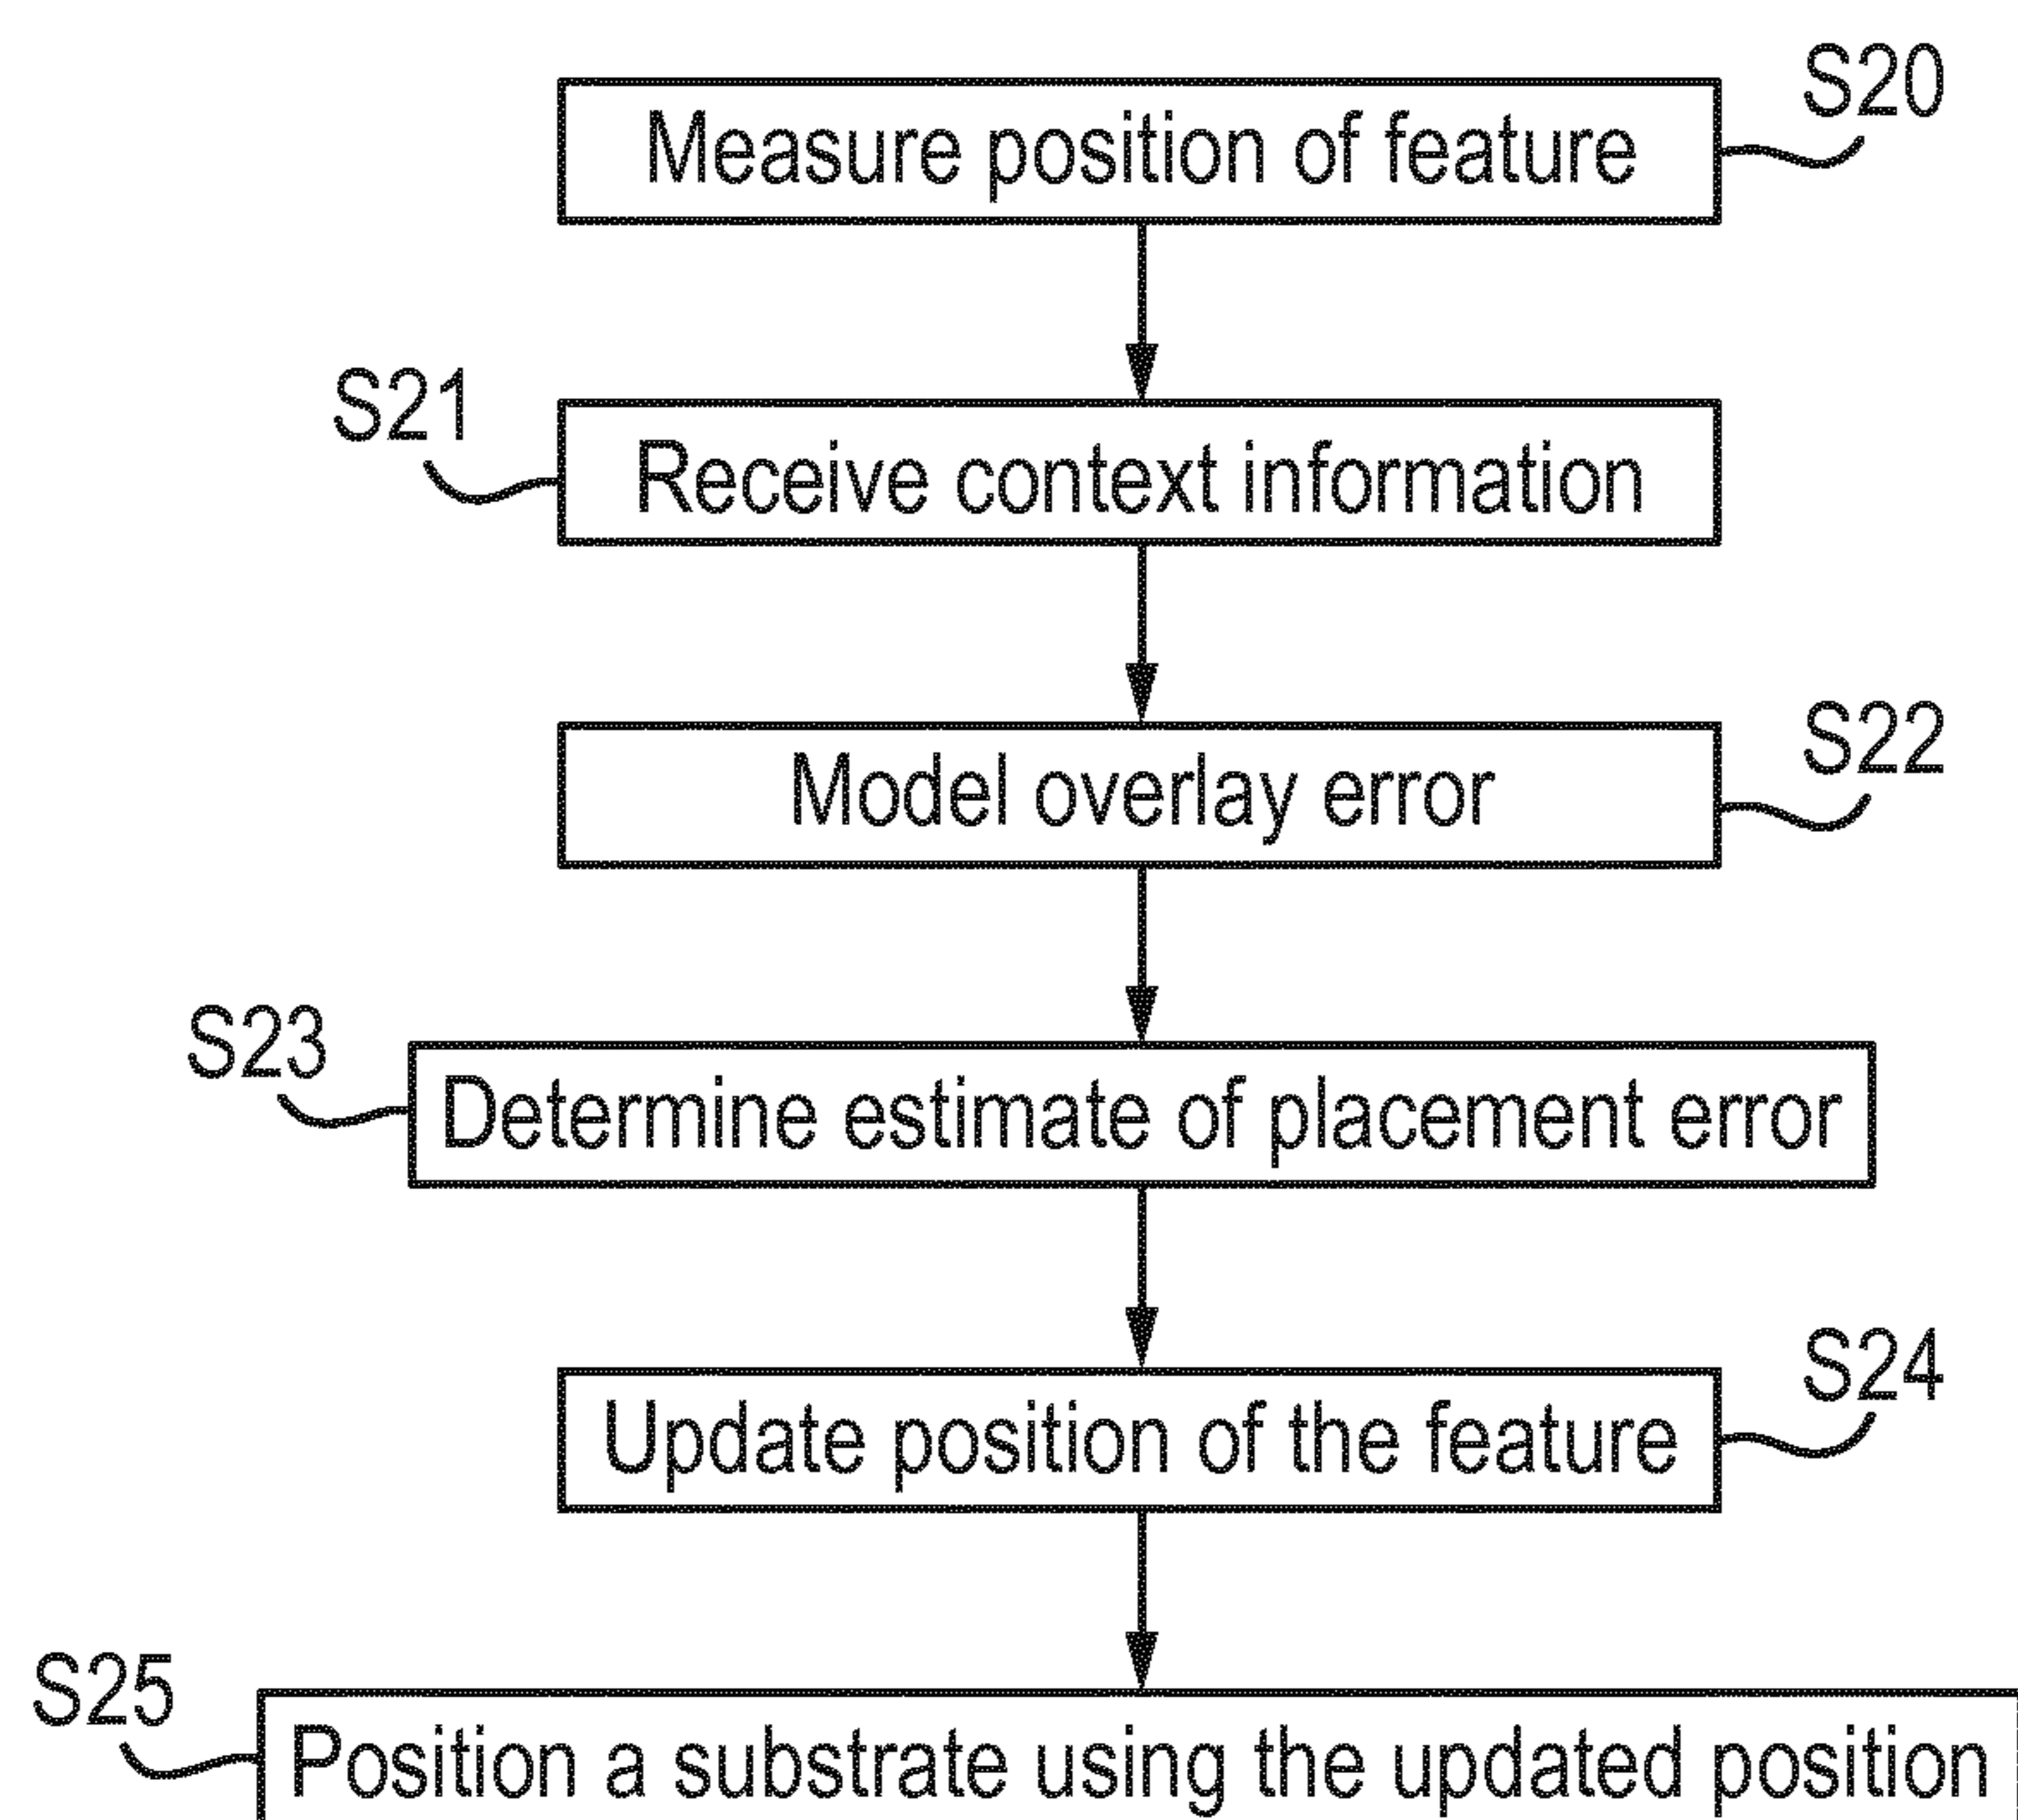 S20
Measure position of feature
S21
Receive context information
S22
Model overlay error
S23
Determine estimate of placement error
S24
Update position of the feature
S25
Position a substrate using the updated position